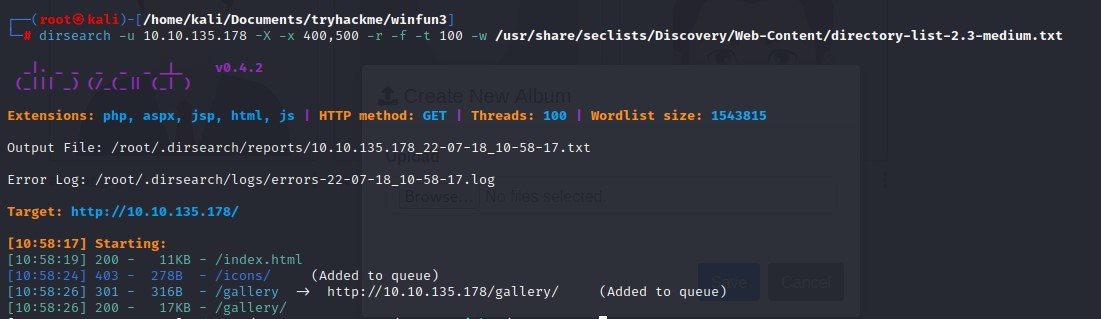 ┌──(root㉿kali)-[/home/kali/Documents/tryhackme/winfun3]
└─# dirsearch -u 10.10.135.178 -X -x 400,500 -r -f -t 100 -w /usr/share/seclists/Discovery/Web-Content/directory-list-2.3-medium.txt
v0.4.2
Create New Album
Extensions: php, aspx, jsp, html, js | HTTP method: GET | Threads: 100 | Wordlist size: 1543815
Output File: /root/.dirsearch/reports/10.10.135.178_22-07-18_10-58-17.txt
Upload
Error Log: /root/.dirsearch/logs/errors-22-07-18_10-58-17.log
Browse... No files selected.
Target: http://10.10.135.178/
[10:58:17] Starting:
[10:58:19] 200 - 11KB - /index.html
[10:58:24] 403 - 278B - /icons/ (Added to queue)
[10:58:26] 301 - 316B - /gallery → http://10.10.135.178/gallery/ (Added to queue)
Save Cancel
[10:58:26] 200 - 17KB - /gallery/